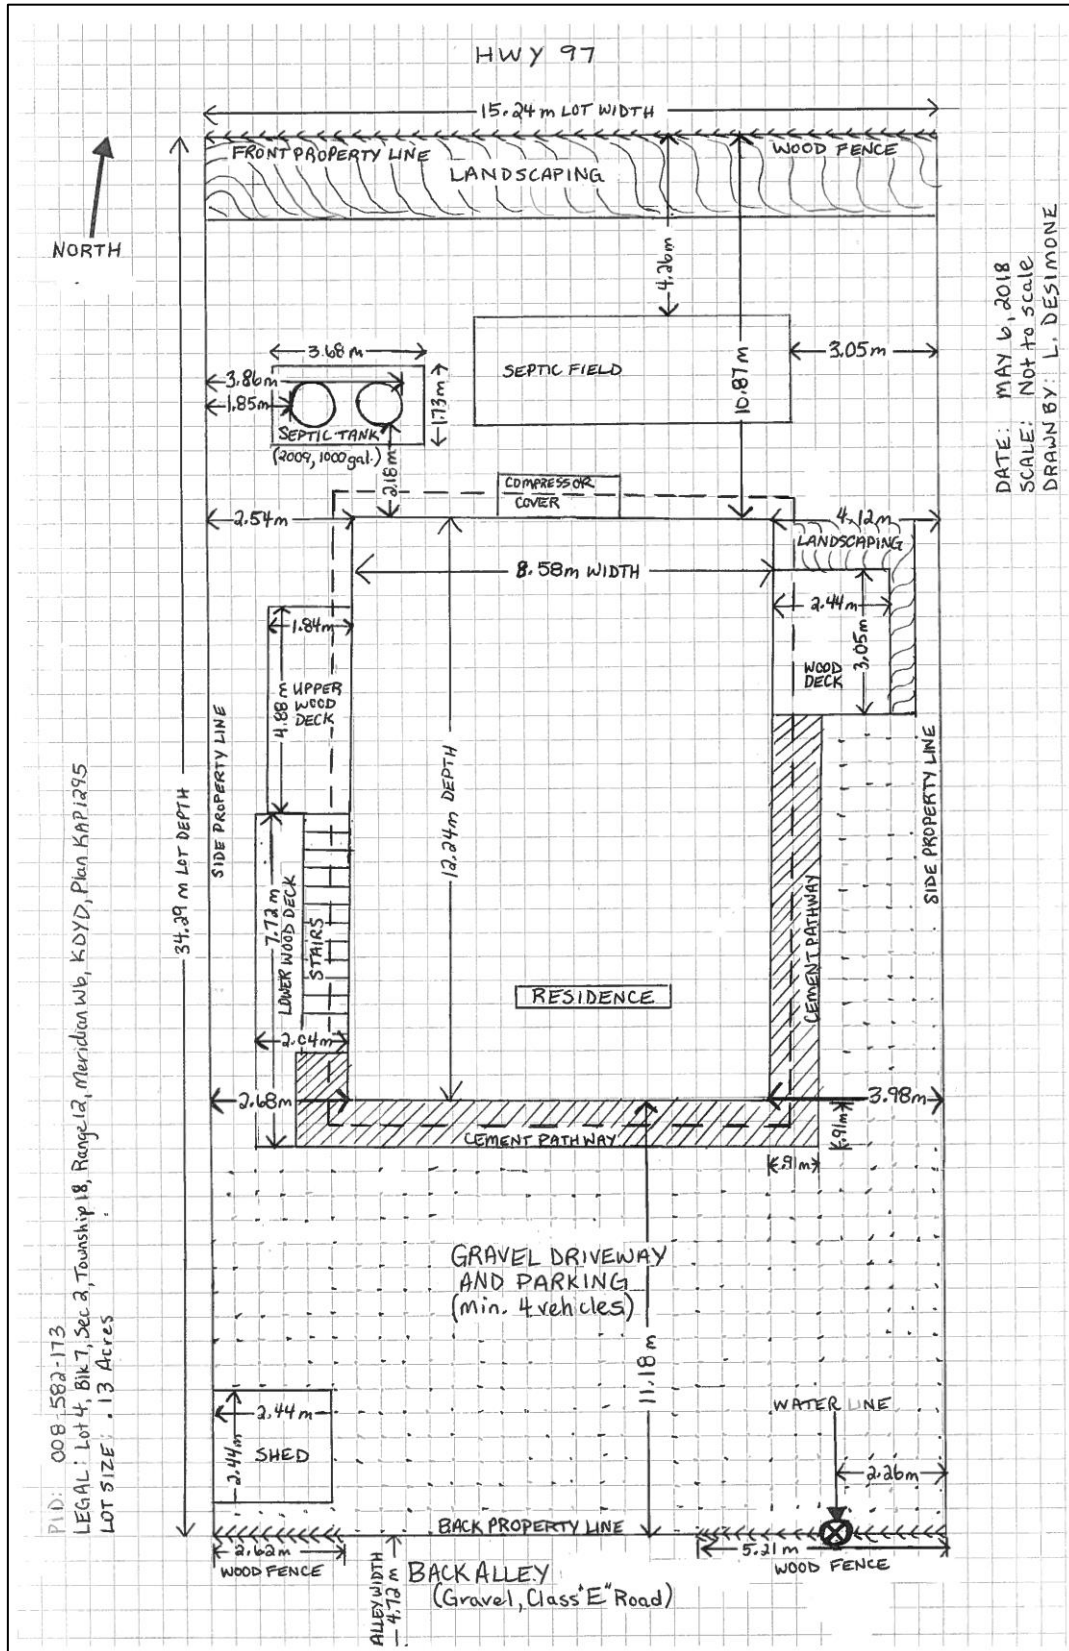 HWY 97
15.24m LOT WIDTH
FRONT PROPERTY LINE
WOOD FENCE
LANDSCAPING
NORTH
4.26m
10.87m
3.68m
3.86m
1.85m
1.73m
SEPTIC TANK
(2009, 1000gal.)
2.18m
SEPTIC FIELD
3.05m
DATE: MAY 6, 2018
SCALE: Not to scale
DRAWN BY: L. DESIMONE
COMPRESSOR
COVER
2.54m
4.12m
LANDSCAPING
8.58m WIDTH
2.44m
3.05m
WOOD
DECK
1.84m
4.88m
UPPER
WOOD
DECK
SIDE PROPERTY LINE
34.29 m LOT DEPTH
12.24m DEPTH
SIDE PROPERTY LINE
7.72m
LOWER WOOD DECK
STAIRS
2.04m
RESIDENCE
CEMENT PATHWAY
2.68m
3.98m
CEMENT PATHWAY
.91m
.91m
GRAVEL DRIVEWAY
AND PARKING
(min. 4 vehicles)
11.18m
PID: 008-582-173
LEGAL: Lot 4, Blk 7, Sec 2, Township 18, Range 12, Meridian W6, KDYD, Plan KAP1295
LOT SIZE: .13 Acres
2.44m
2.44m
SHED
WATER LINE
2.26m
BACK PROPERTY LINE
2.62m
WOOD FENCE
5.21m
WOOD FENCE
ALLEY WIDTH
4.72 m
BACK ALLEY
(Gravel, Class "E" Road)